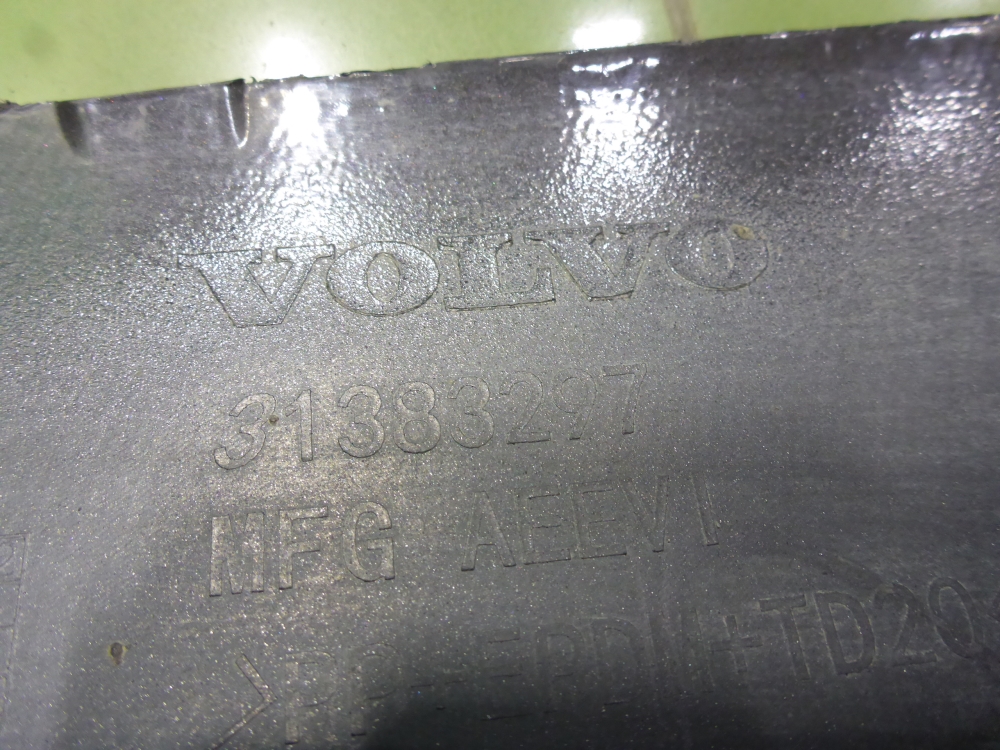 VOLVO
31383297
MFG AEEVI
>PP+EPDM+TD20<